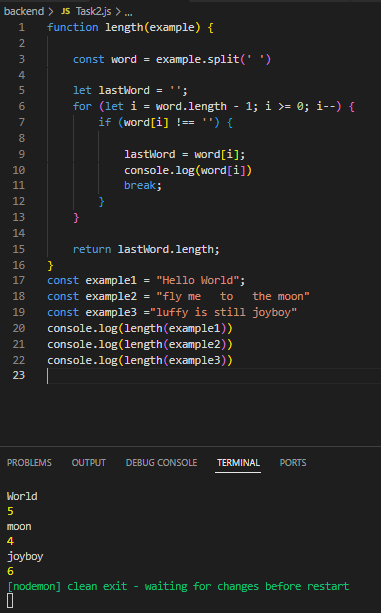 backend > JS Task2.js > ...
1 function length(example) {
2
3 const word = example.split(' ')
4
5 let lastWord = '';
6 for (let i = word.length - 1; i >= 0; i--) {
7 if (word[i] !== '') {
8
9 lastWord = word[i];
10 console.log(word[i])
11 break;
12 }
13 }
14
15 return lastWord.length;
16 }
17 const example1 = "Hello World";
18 const example2 = "fly me   to   the moon"
19 const example3 ="luffy is still joyboy"
20 console.log(length(example1))
21 console.log(length(example2))
22 console.log(length(example3))
23
PROBLEMS OUTPUT DEBUG CONSOLE TERMINAL PORTS
World
5
moon
4
joyboy
6
[nodemon] clean exit - waiting for changes before restart